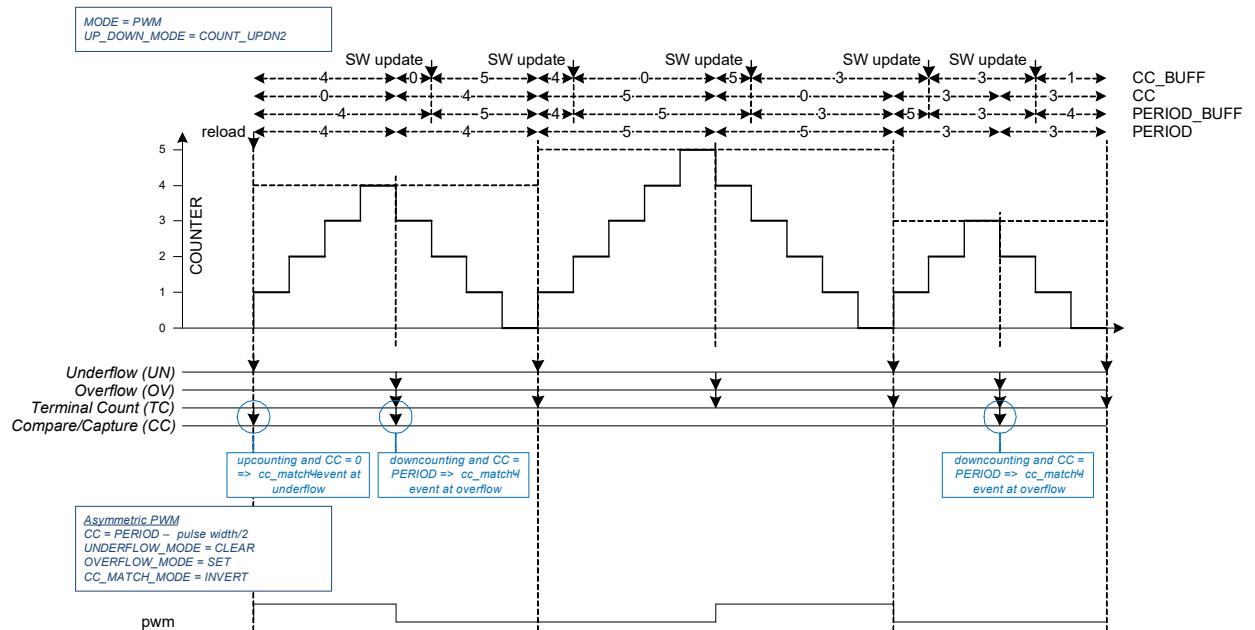 MODE = PWM
UP_DOWN_MODE = COUNT_UPDN2
SW update SW update SW update SW update SW update
4 0 5 4 0 5 3 3 1 CC_BUFF
0 4 5 0 3 3 CC
4 5 4 5 3 5 3 4 PERIOD_BUFF
reload 4 4 5 5 3 3 PERIOD
5
4
3
2
1
0
COUNTER
Underflow (UN)
Overflow (OV)
Terminal Count (TC)
Compare/Capture (CC)
upcounting and CC = 0
=> cc_match event at
underflow
downcounting and CC =
PERIOD => cc_match
event at overflow
downcounting and CC =
PERIOD => cc_match
event at overflow
Asymmetric PWM
CC = PERIOD – pulse width/2
UNDERFLOW_MODE = CLEAR
OVERFLOW_MODE = SET
CC_MATCH_MODE = INVERT
pwm